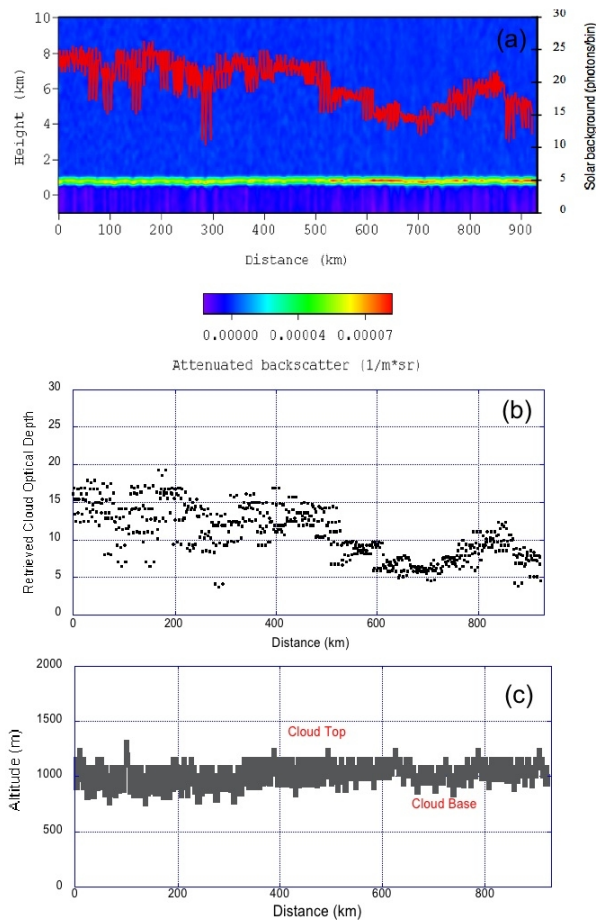 (a)
10
8
6
4
2
0
Height (km)
30
25
20
15
10
5
0
Solar background (photons/bin)
0 100 200 300 400 500 600 700 800 900
Distance (km)
0.00000 0.00004 0.00007
Attenuated backscatter (1/m*sr)
(b)
30
25
20
15
10
5
0
Retrieved Cloud Optical Depth
0 200 400 600 800
Distance (km)
(c)
2000
1500
1000
500
0
Altitude (m)
Cloud Top
Cloud Base
0 200 400 600 800
Distance (km)